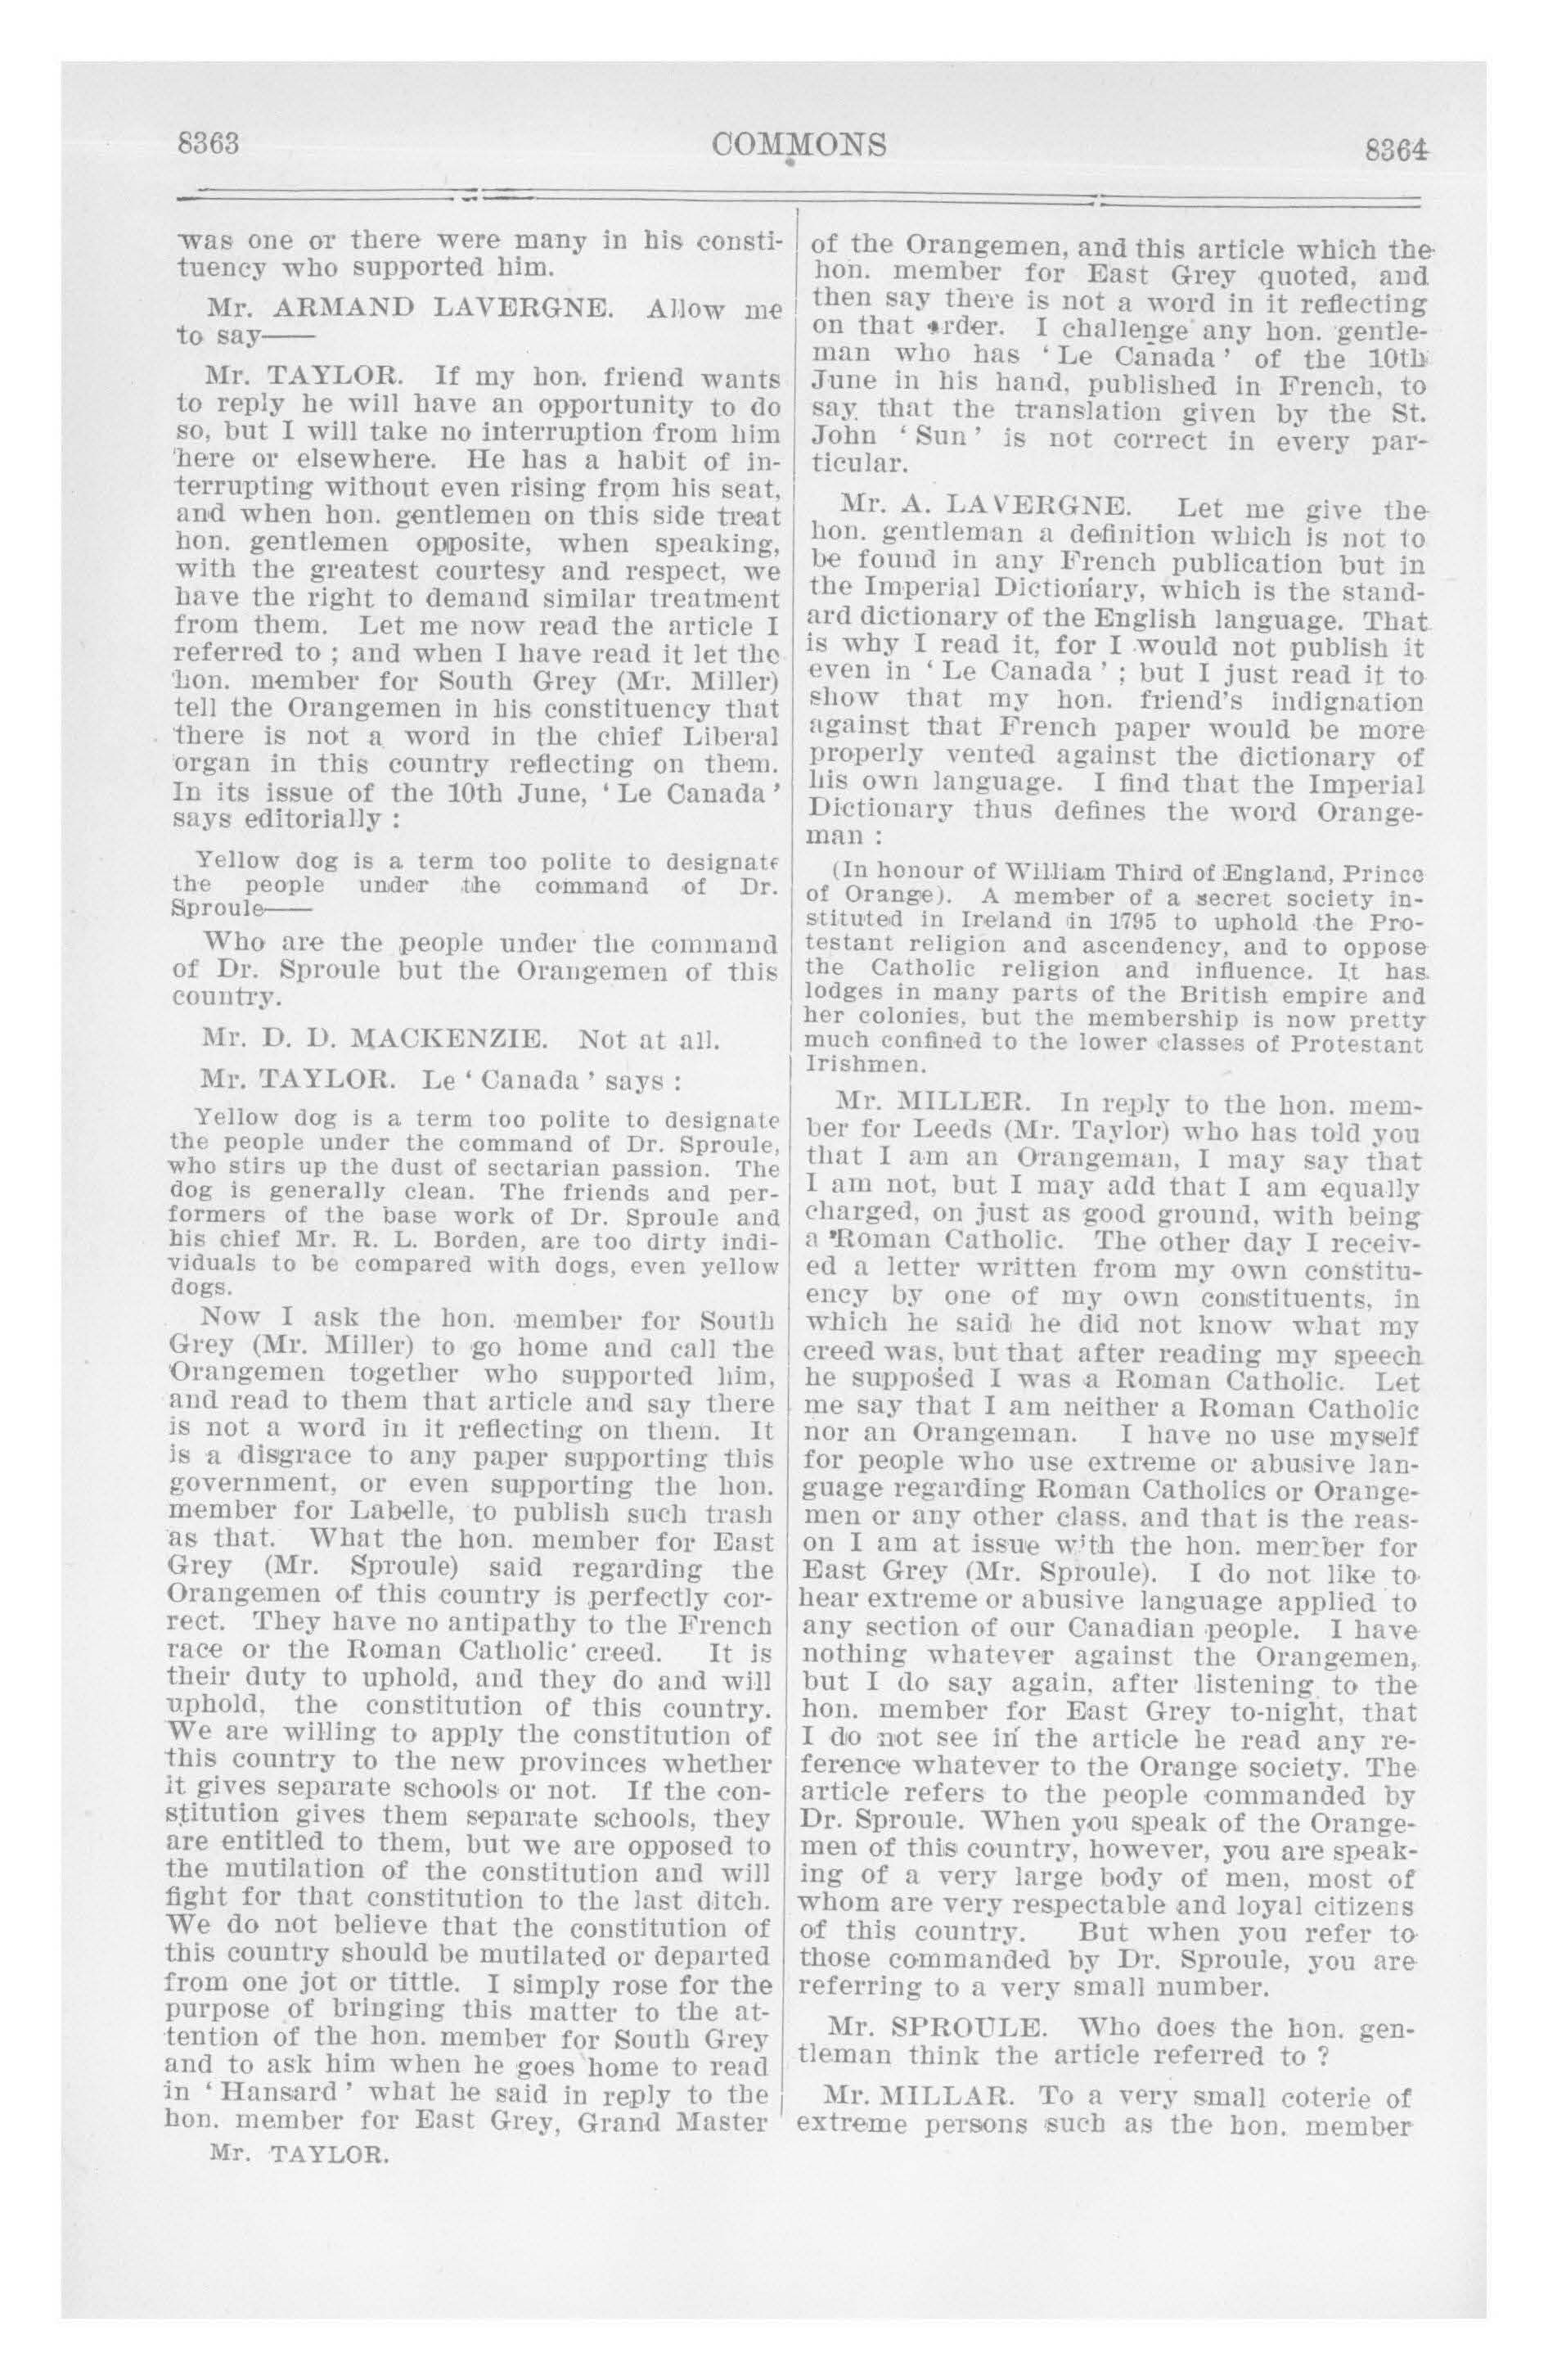 8363
COMMONS
8364
was one or there were many in his consti-
tuency who supported him.
Mr. ARMAND LAVERGNE. Allow me
to say——
Mr. TAYLOR. If my hon. friend wants
to reply he will have an opportunity to do
so, but I will take no interruption from him
here or elsewhere. He has a habit of in-
terrupting without even rising from his seat,
and when hon. gentlemen on this side treat
hon. gentlemen opposite, when speaking,
with the greatest courtesy and respect, we
have the right to demand similar treatment
from them. Let me now read the article I
referred to ; and when I have read it let the
hon. member for South Grey (Mr. Miller)
tell the Orangemen in his constituency that
there is not a word in the chief Liberal
organ in this country reflecting on them.
In its issue of the 10th June, ‘ Le Canada ’
says editorially :
Yellow dog is a term too polite to designate
the people under the command of Dr.
Sproule——
Who are the people under the command
of Dr. Sproule but the Orangemen of this
country.
Mr. D. D. MACKENZIE. Not at all.
Mr. TAYLOR. Le ‘ Canada ’ says :
Yellow dog is a term too polite to designate
the people under the command of Dr. Sproule,
who stirs up the dust of sectarian passion. The
dog is generally clean. The friends and per-
formers of the base work of Dr. Sproule and
his chief Mr. R. L. Borden, are too dirty indi-
viduals to be compared with dogs, even yellow
dogs.
Now I ask the hon. member for South
Grey (Mr. Miller) to go home and call the
Orangemen together who supported him,
and read to them that article and say there
is not a word in it reflecting on them. It
is a disgrace to any paper supporting this
government, or even supporting the hon.
member for Labelle, to publish such trash
as that. What the hon. member for East
Grey (Mr. Sproule) said regarding the
Orangemen of this country is perfectly cor-
rect. They have no antipathy to the French
race or the Roman Catholic creed. It is
their duty to uphold, and they do and will
uphold, the constitution of this country.
We are willing to apply the constitution of
this country to the new provinces whether
it gives separate schools or not. If the con-
stitution gives them separate schools, they
are entitled to them, but we are opposed to
the mutilation of the constitution and will
fight for that constitution to the last ditch.
We do not believe that the constitution of
this country should be mutilated or departed
from one jot or tittle. I simply rose for the
purpose of bringing this matter to the at-
tention of the hon. member for South Grey
and to ask him when he goes home to read
in ‘ Hansard ’ what he said in reply to the
hon. member for East Grey, Grand Master
Mr. TAYLOR.
of the Orangemen, and this article which the
hon. member for East Grey quoted, and
then say there is not a word in it reflecting
on that order. I challenge any hon. gentle-
man who has ‘ Le Canada ’ of the 10th
June in his hand, published in French, to
say that the translation given by the St.
John ‘ Sun ’ is not correct in every par-
ticular.
Mr. A. LAVERGNE. Let me give the
hon. gentleman a definition which is not to
be found in any French publication but in
the Imperial Dictionary, which is the stand-
ard dictionary of the English language. That
is why I read it, for I would not publish it
even in ‘ Le Canada ’ ; but I just read it to
show that my hon. friend's indignation
against that French paper would be more
properly vented against the dictionary of
his own language. I find that the Imperial
Dictionary thus defines the word Orange-
man :
(In honour of William Third of England, Prince
of Orange). A member of a secret society in-
stituted in Ireland in 1795 to uphold the Pro-
testant religion and ascendency, and to oppose
the Catholic religion and influence. It has
lodges in many parts of the British empire and
her colonies, but the membership is now pretty
much confined to the lower classes of Protestant
Irishmen.
Mr. MILLER. In reply to the hon. mem-
ber for Leeds (Mr. Taylor) who has told you
that I am an Orangeman, I may say that
I am not, but I may add that I am equally
charged, on just as good ground, with being
a Roman Catholic. The other day I receiv-
ed a letter written from my own constitu-
ency by one of my own constituents, in
which he said he did not know what my
creed was, but that after reading my speech
he supposed I was a Roman Catholic. Let
me say that I am neither a Roman Catholic
nor an Orangeman. I have no use myself
for people who use extreme or abusive lan-
guage regarding Roman Catholics or Orange-
men or any other class, and that is the reas-
on I am at issue with the hon. member for
East Grey (Mr. Sproule). I do not like to
hear extreme or abusive language applied to
any section of our Canadian people. I have
nothing whatever against the Orangemen,
but I do say again, after listening to the
hon. member for East Grey to-night, that
I do not see in the article he read any re-
ference whatever to the Orange society. The
article refers to the people commanded by
Dr. Sproule. When you speak of the Orange-
men of this country, however, you are speak-
ing of a very large body of men, most of
whom are very respectable and loyal citizens
of this country. But when you refer to
those commanded by Dr. Sproule, you are
referring to a very small number.
Mr. SPROULE. Who does the hon. gen-
tleman think the article referred to ?
Mr. MILLAR. To a very small coterie of
extreme persons such as the hon. member